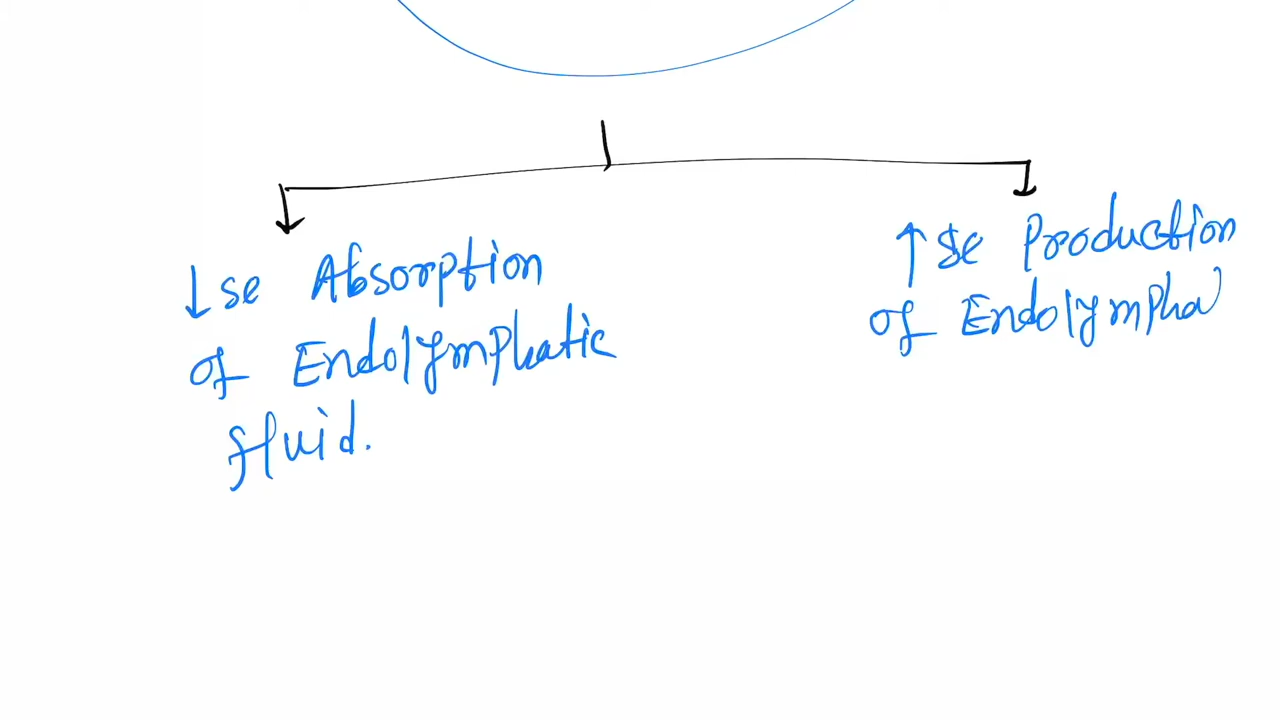 ↓se Absorption
of Endolymphatic
fluid.
↑se Production
of Endolympha